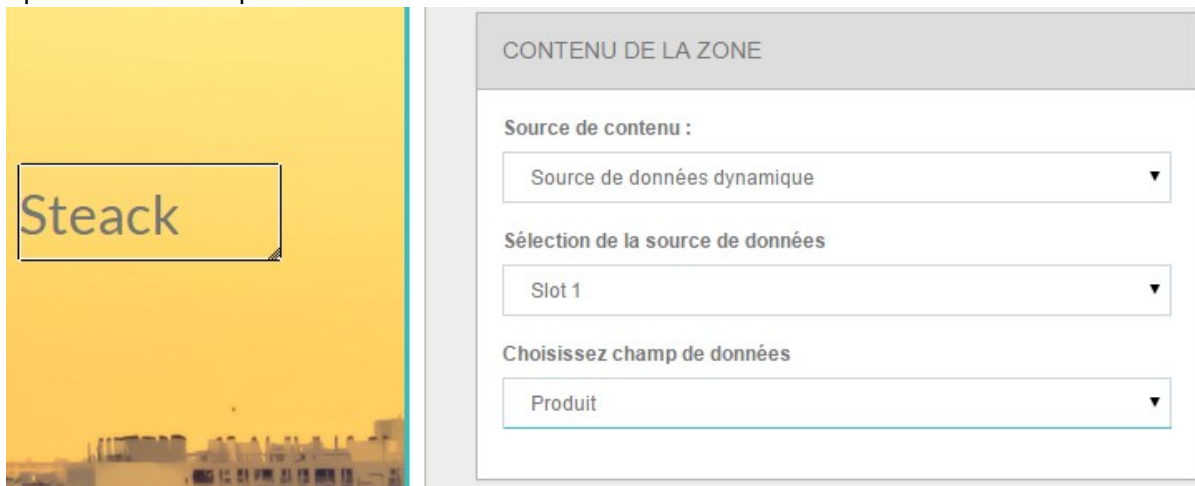 Steack
CONTENU DE LA ZONE
Source de contenu :
Source de données dynamique
Sélection de la source de données
Slot 1
Choisissez champ de données
Produit